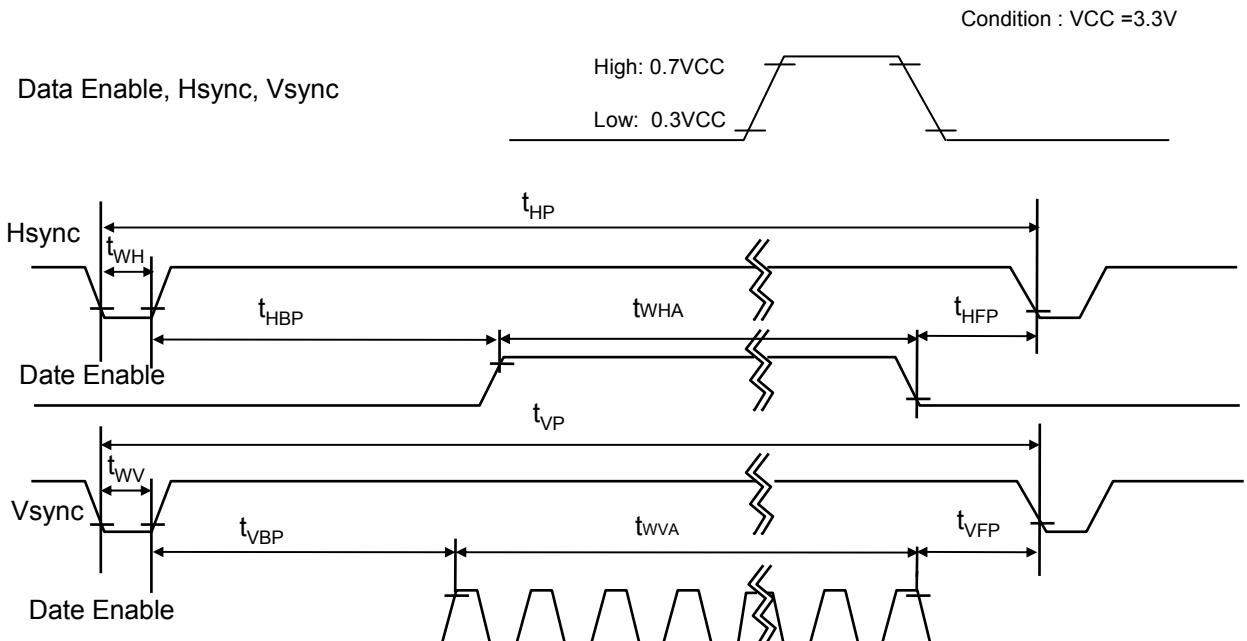 Condition : VCC =3.3V
High: 0.7VCC
Data Enable, Hsync, Vsync
Low: 0.3VCC
tHP
Hsync
tWH
tHBP
tWHA
tHFP
Date Enable
tVP
tWV
Vsync
tVBP
tWVA
tVFP
Date Enable